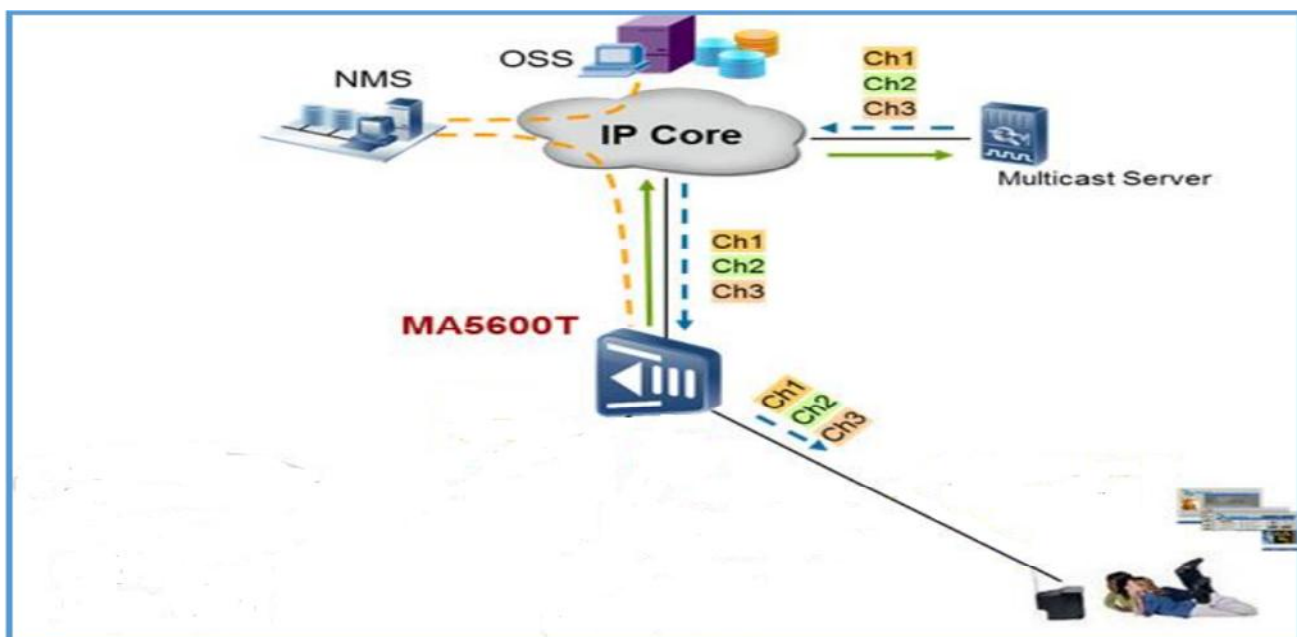 OSS
NMS
Ch1
Ch2
Ch3
IP Core
Multicast Server
Ch1
Ch2
Ch3
MA5600T
Ch1
Ch2
Ch3